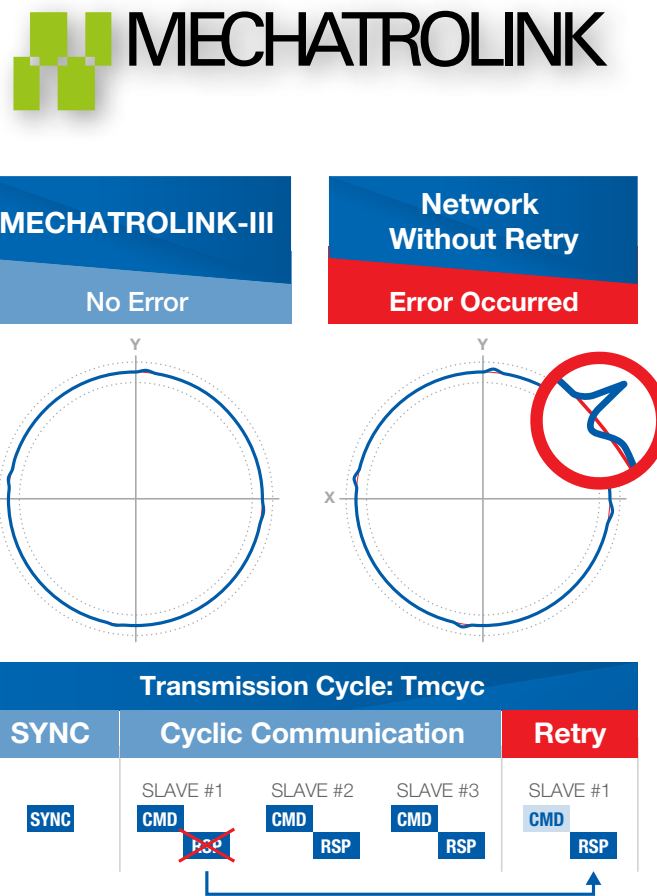 MECHATROLINK
MECHATROLINK-III
No Error
Network
Without Retry
Error Occurred
Y
Y
X
Transmission Cycle: Tmcyc
SYNC
Cyclic Communication
Retry
SLAVE #1
SLAVE #2
SLAVE #3
SLAVE #1
SYNC
CMD
CMD
CMD
CMD
RSP
RSP
RSP
RSP